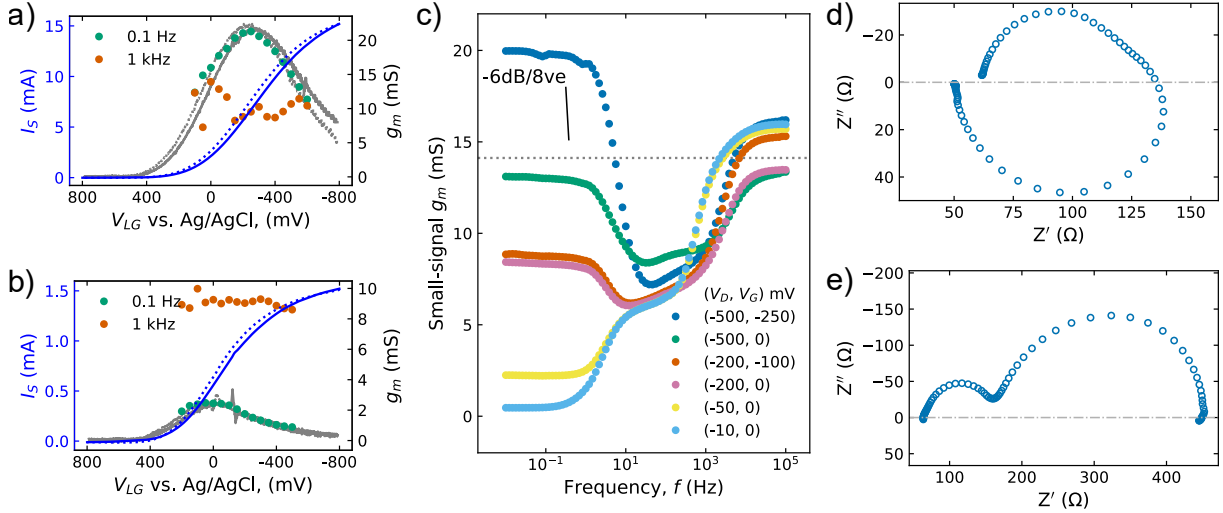 a)
I_S (mA)
15
10
5
0
0.1 Hz
1 kHz
20
15
10
5
0
g_m (mS)
800 400 0 -400 -800
V_LG vs. Ag/AgCl, (mV)
b)
I_S (mA)
1.5
1.0
0.5
0.0
0.1 Hz
1 kHz
10
8
6
4
2
0
g_m (mS)
800 400 0 -400 -800
V_LG vs. Ag/AgCl, (mV)
c)
Small-signal g_m (mS)
20
15
10
5
0
-6dB/8ve
(V_D, V_G) mV
(-500, -250)
(-500, 0)
(-200, -100)
(-200, 0)
(-50, 0)
(-10, 0)
10^−1 10^1 10^3 10^5
Frequency, f (Hz)
d)
Z′′ (Ω)
−20
0
20
40
50 75 100 125 150
Z′ (Ω)
e)
Z′′ (Ω)
−200
−150
−100
−50
0
50
100 200 300 400
Z′ (Ω)